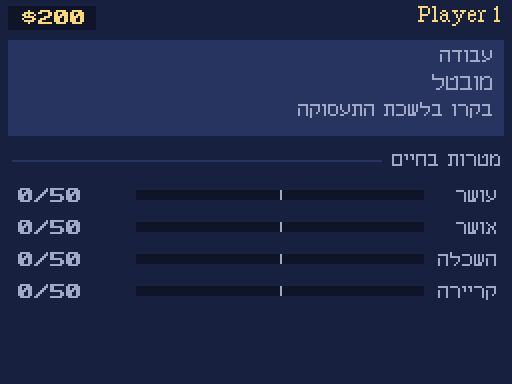 Player 1
$200
עבודה
מובטל
בקרו בלשכת התעסוקה
מטרות בחיים
עושר 0/50
אושר 0/50
השכלה 0/50
קריירה 0/50